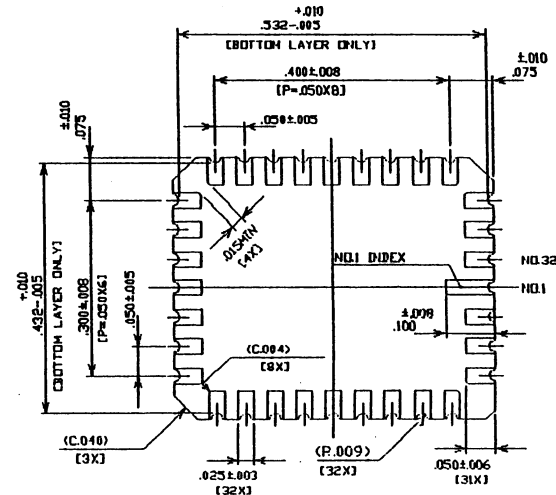 +.010
.532-.005
[BOTTOM LAYER ONLY]
±.010
.075
.400±.008
[P=.050X8]
.050±.005
±.010
.075
.015MIN
[4X]
NO.1 INDEX
NO.32
NO.1
±.008
.100
+.010
.432-.005
[BOTTOM LAYER ONLY]
.300±.008
[P=.050X6]
.050±.005
(C.004)
[8X]
(C.040)
[3X]
.025±.003
[32X]
(R.009)
[32X]
.050±.006
[31X]